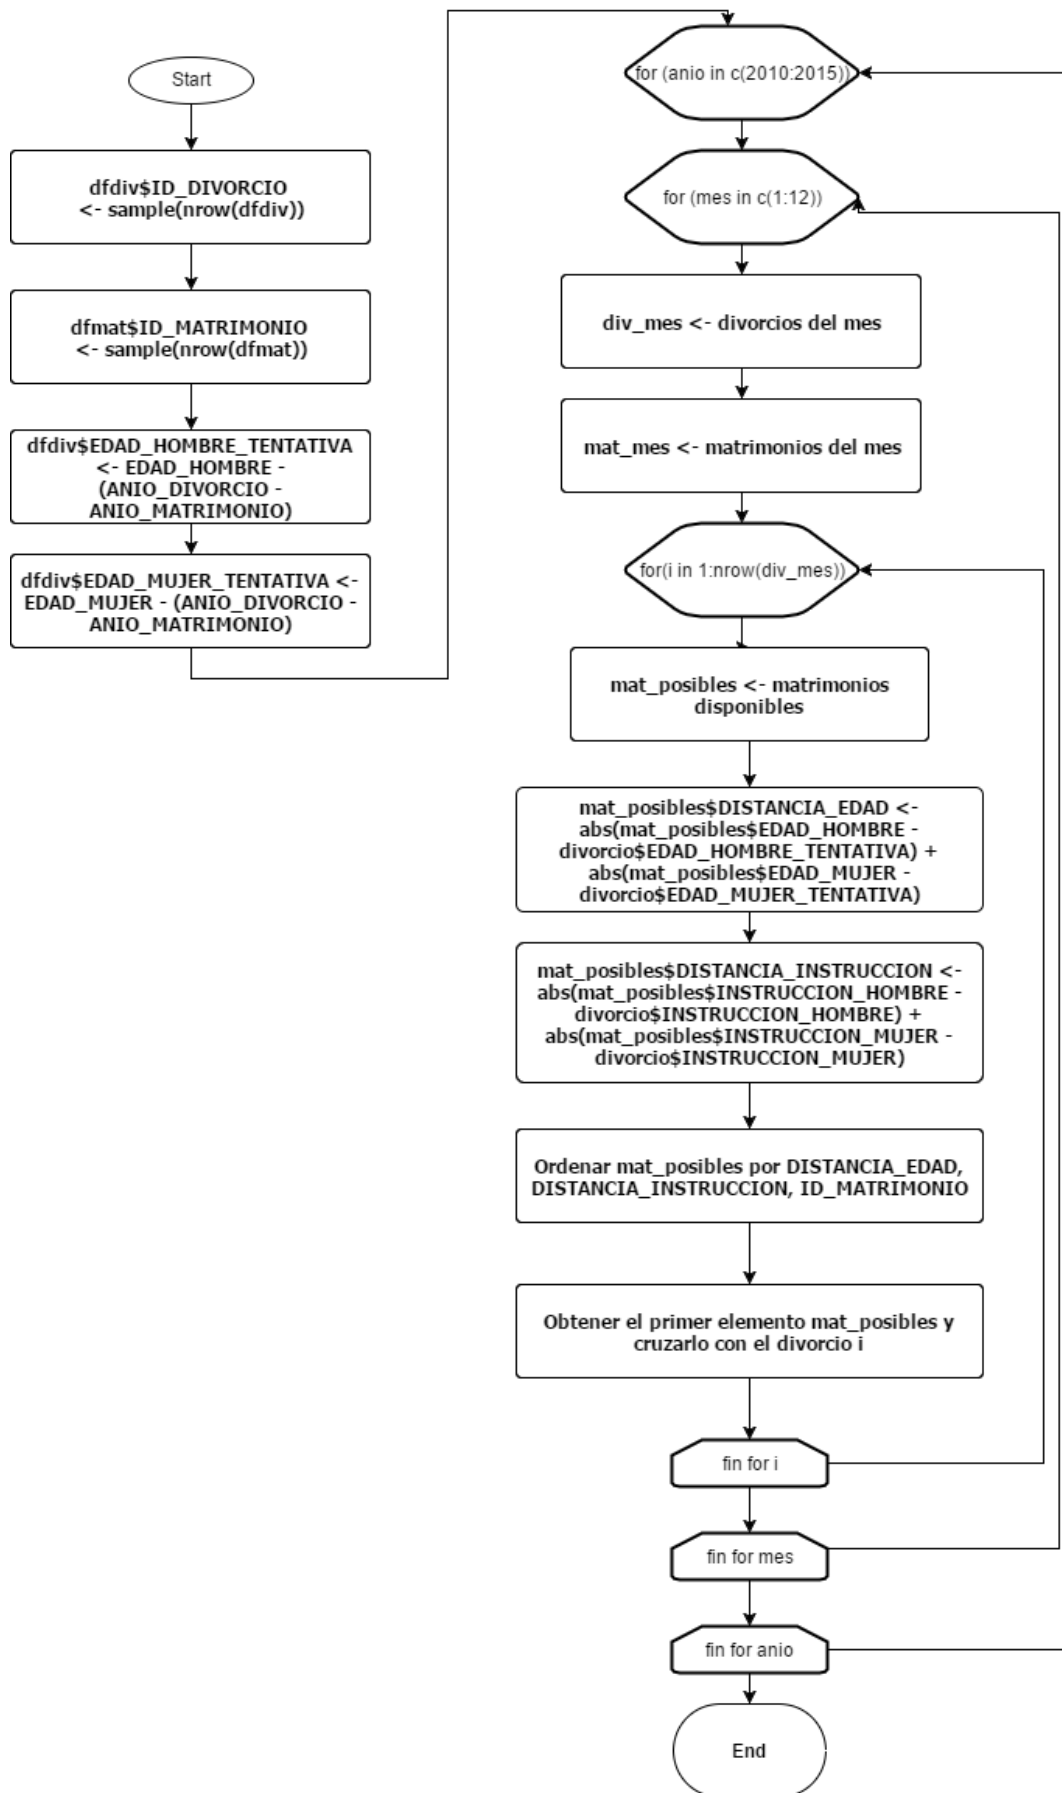 Start
dfdiv$ID_DIVORCIO
<- sample(nrow(dfdiv))
dfmat$ID_MATRIMONIO
<- sample(nrow(dfmat))
dfdiv$EDAD_HOMBRE_TENTATIVA
<- EDAD_HOMBRE -
(ANIO_DIVORCIO -
ANIO_MATRIMONIO)
dfdiv$EDAD_MUJER_TENTATIVA <-
EDAD_MUJER - (ANIO_DIVORCIO -
ANIO_MATRIMONIO)
for (anio in c(2010:2015))
for (mes in c(1:12))
div_mes <- divorcios del mes
mat_mes <- matrimonios del mes
for(i in 1:nrow(div_mes))
mat_posibles <- matrimonios
disponibles
mat_posibles$DISTANCIA_EDAD <-
abs(mat_posibles$EDAD_HOMBRE -
divorcio$EDAD_HOMBRE_TENTATIVA) +
abs(mat_posibles$EDAD_MUJER -
divorcio$EDAD_MUJER_TENTATIVA)
mat_posibles$DISTANCIA_INSTRUCCION <-
abs(mat_posibles$INSTRUCCION_HOMBRE -
divorcio$INSTRUCCION_HOMBRE) +
abs(mat_posibles$INSTRUCCION_MUJER -
divorcio$INSTRUCCION_MUJER)
Ordenar mat_posibles por DISTANCIA_EDAD,
DISTANCIA_INSTRUCCION, ID_MATRIMONIO
Obtener el primer elemento mat_posibles y
cruzarlo con el divorcio i
fin for i
fin for mes
fin for anio
End